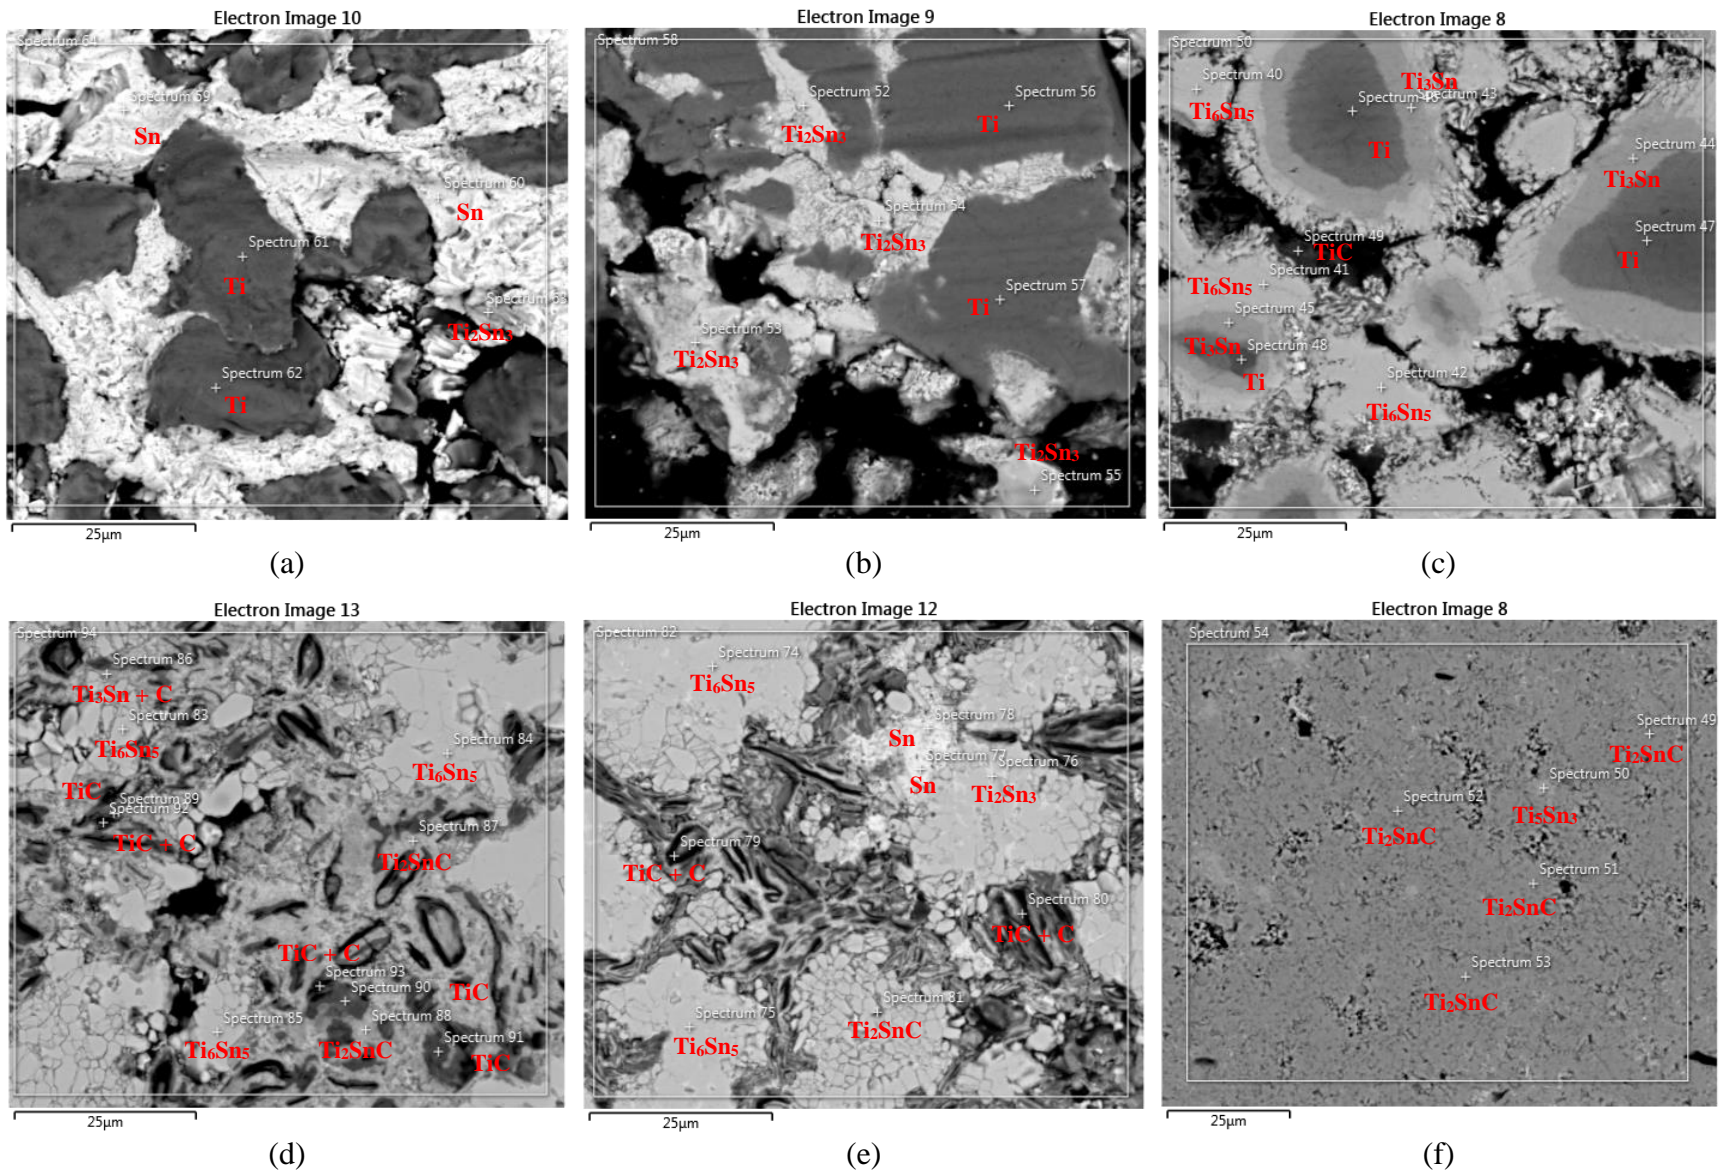 Electron Image 10
Spectrum 64
Spectrum 59
Sn
Spectrum 60
Sn
Spectrum 61
Ti
Ti₂Sn₃
Spectrum 62
Ti
25µm
(a)
Electron Image 9
Spectrum 58
Spectrum 52
Ti₂Sn₃
Spectrum 56
Ti
Spectrum 54
Ti₂Sn₃
Spectrum 57
Ti
Spectrum 53
Ti₂Sn₃
Ti₂Sn₃
Spectrum 55
25µm
(b)
Electron Image 8
Spectrum 50
Spectrum 40
Ti₆Sn₅
Ti₃Sn
Spectrum 46
Spectrum 43
Ti
Spectrum 44
Ti₃Sn
Spectrum 47
Ti
Spectrum 49
TiC
Spectrum 41
Ti₆Sn₅
Spectrum 45
Ti₃Sn
Spectrum 48
Ti
Spectrum 42
Ti₆Sn₅
25µm
(c)
Electron Image 13
Spectrum 94
Spectrum 86
Ti₃Sn + C
Spectrum 83
Ti₆Sn₅
Spectrum 84
Ti₆Sn₅
TiC
Spectrum 89
Spectrum 92
TiC + C
Spectrum 87
Ti₂SnC
TiC + C
Spectrum 93
Spectrum 90
TiC
Spectrum 85
Ti₆Sn₅
Spectrum 88
Ti₂SnC
Spectrum 91
TiC
25µm
(d)
Electron Image 12
Spectrum 82
Spectrum 74
Ti₆Sn₅
Spectrum 78
Sn
Spectrum 77
Sn
Spectrum 76
Ti₂Sn₃
Spectrum 79
TiC + C
Spectrum 80
TiC + C
Spectrum 81
Ti₂SnC
Spectrum 75
Ti₆Sn₅
25µm
(e)
Electron Image 8
Spectrum 54
Spectrum 49
Ti₂SnC
Spectrum 50
Ti₅Sn₃
Spectrum 52
Ti₂SnC
Spectrum 51
Ti₂SnC
Spectrum 53
Ti₂SnC
25µm
(f)